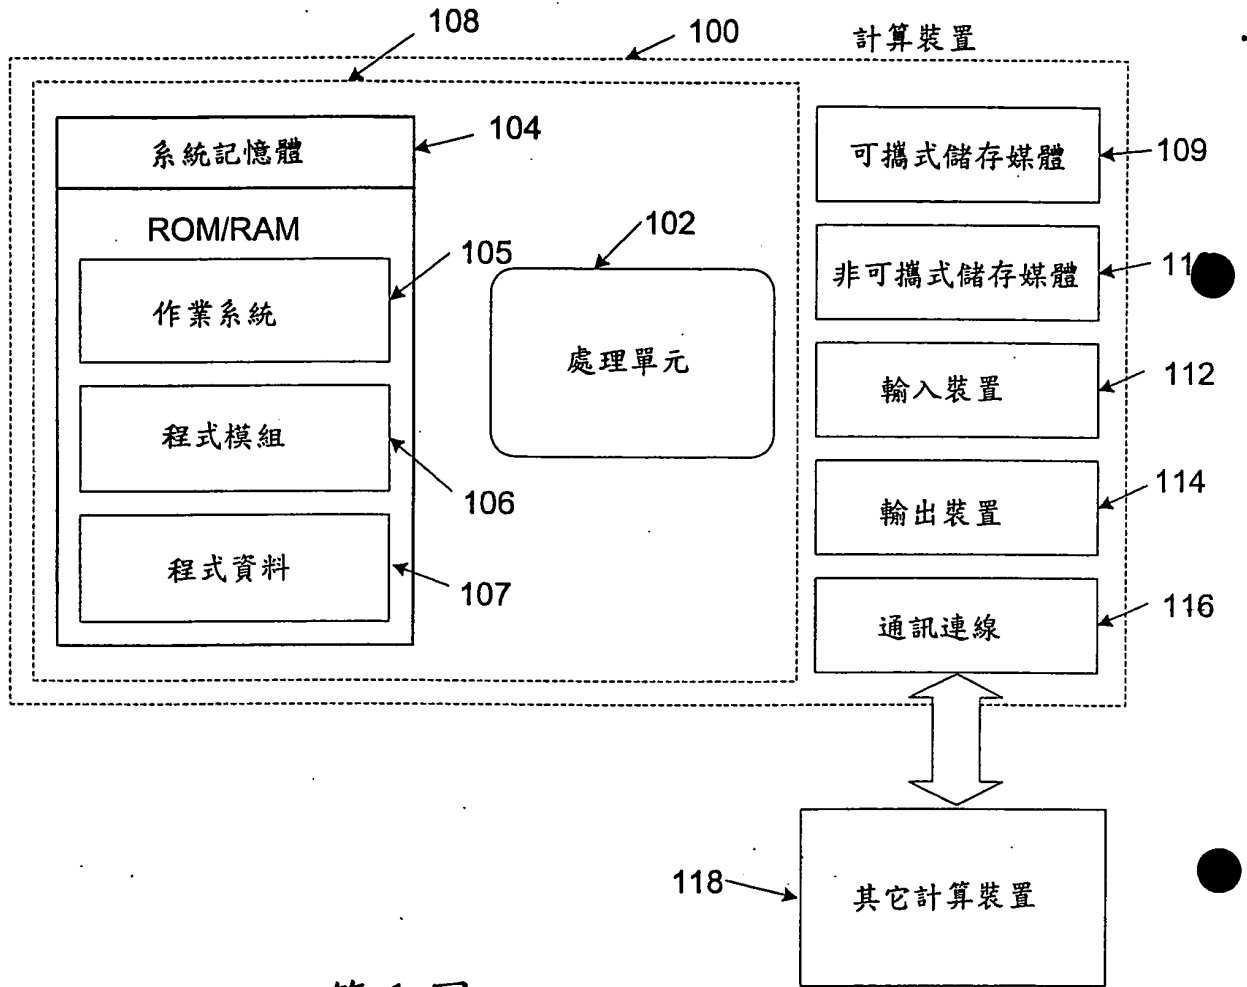 108
100
計算裝置
系統記憶體
104
ROM/RAM
作業系統
105
程式模組
106
程式資料
107
102
處理單元
可攜式儲存媒體
109
非可攜式儲存媒體
輸入裝置
112
輸出裝置
114
通訊連線
116
118
其它計算裝置